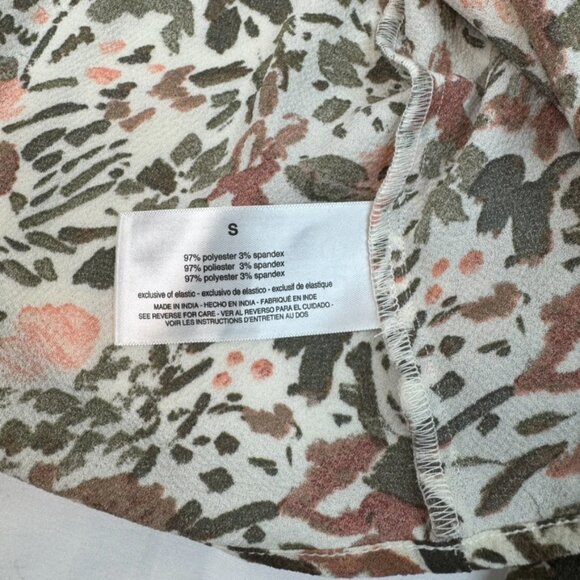 S
97% polyester 3% spandex
97% poliester 3% spandex
97% polyester 3% spandex
exclusive of elastic - exclusivo de elastico - exclusif de elastique
MADE IN INDIA - HECHO EN INDIA - FABRIQUÉ EN INDE
SEE REVERSE FOR CARE - VER AL REVERSO PARA EL CUIDADO -
VOIR LES INSTRUCTIONS D'ENTRETIEN AU DOS